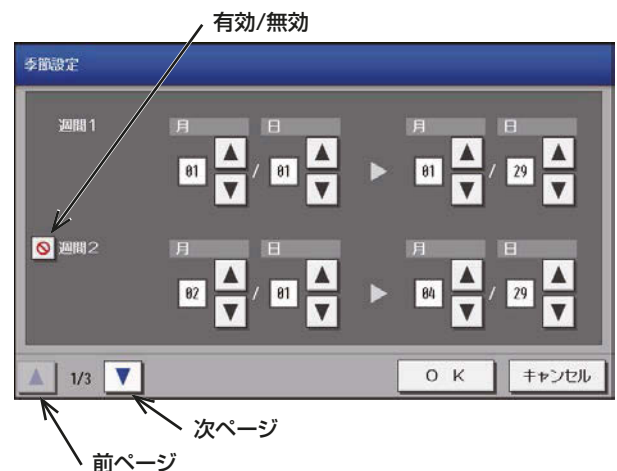 有効/無効
季節設定
週間1
月 日 月 日
01 / 01 ▶ 01 / 29
週間2
月 日 月 日
02 / 01 ▶ 04 / 29
▲ 1/3 ▼ O K キャンセル
次ページ
前ページ